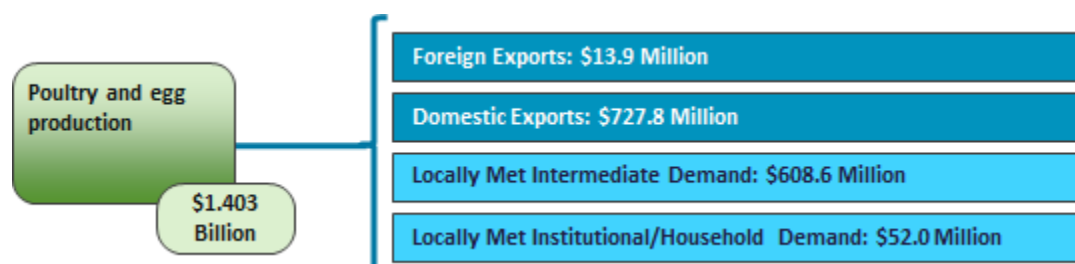 Poultry and egg
production
$1.403
Billion
Foreign Exports: $13.9 Million
Domestic Exports: $727.8 Million
Locally Met Intermediate Demand: $608.6 Million
Locally Met Institutional/Household Demand: $52.0 Million